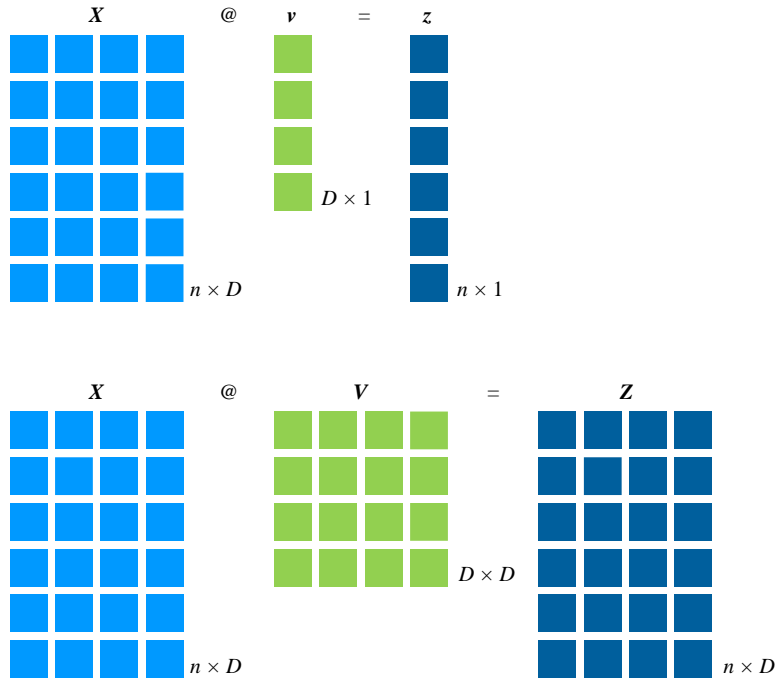 X @ v = z
D × 1
n × D
n × 1
X @ V = Z
D × D
n × D
n × D